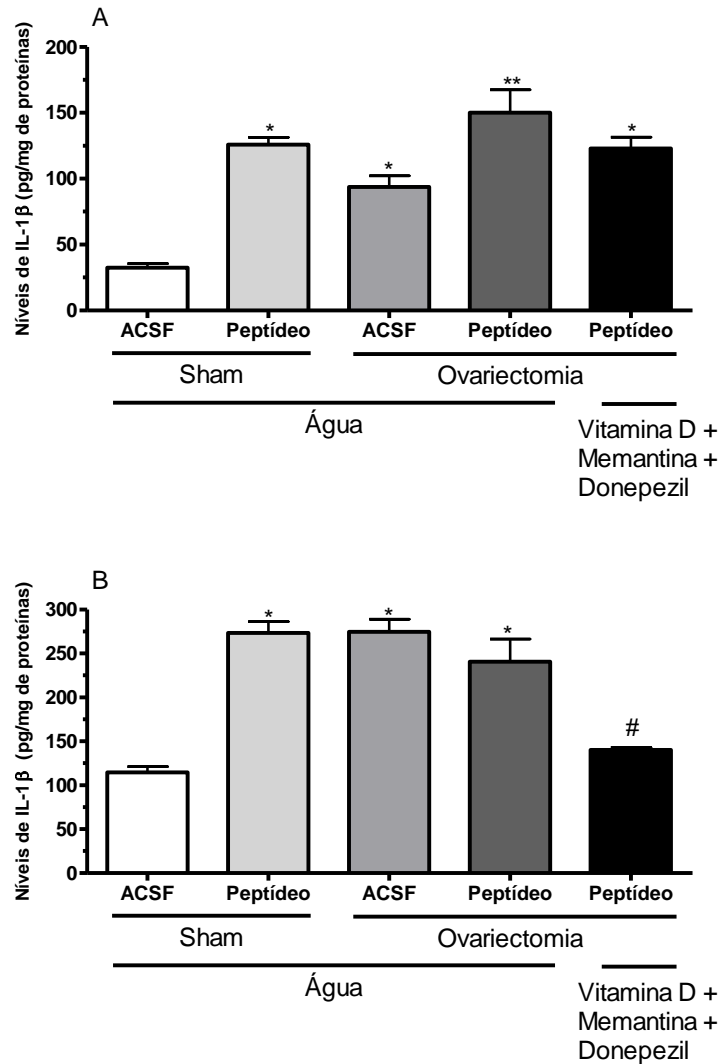 A
Níveis de IL-1β (pg/mg de proteínas)
200
150
100
50
0
*
*
**
*
ACSF Peptídeo ACSF Peptídeo Peptídeo
Sham Ovariectomia
Água
Vitamina D +
Memantina +
Donepezil
B
Níveis de IL-1β (pg/mg de proteínas)
300
250
200
150
100
50
0
*
*
*
#
ACSF Peptídeo ACSF Peptídeo Peptídeo
Sham Ovariectomia
Água
Vitamina D +
Memantina +
Donepezil